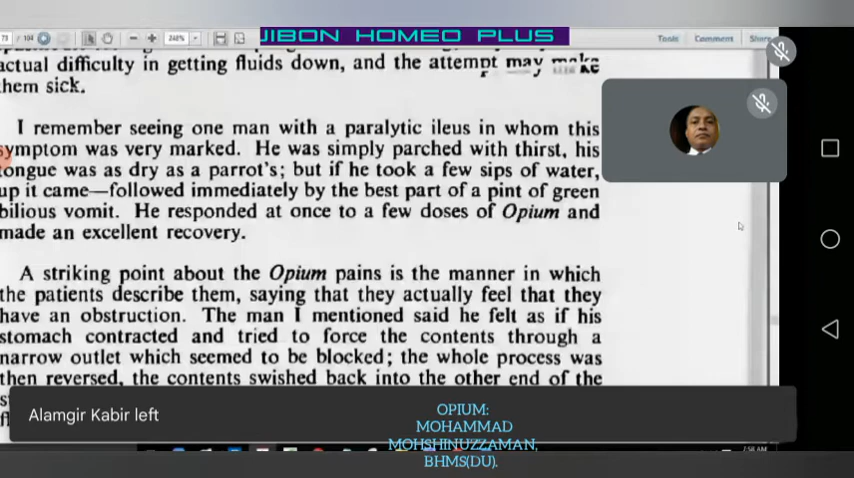 73 / 104
248%
JIBON HOMEO PLUS
Tools Comment Share
actual difficulty in getting fluids down, and the attempt may make
them sick.
I remember seeing one man with a paralytic ileus in whom this
symptom was very marked. He was simply parched with thirst, his
tongue was as dry as a parrot's; but if he took a few sips of water,
up it came—followed immediately by the best part of a pint of green
bilious vomit. He responded at once to a few doses of Opium and
made an excellent recovery.
A striking point about the Opium pains is the manner in which
the patients describe them, saying that they actually feel that they
have an obstruction. The man I mentioned said he felt as if his
stomach contracted and tried to force the contents through a
narrow outlet which seemed to be blocked; the whole process was
then reversed, the contents swished back into the other end of the
Alamgir Kabir left
OPIUM:
MOHAMMAD
MOHSHINUZZAMAN,
BHMS(DU).
7:58 AM